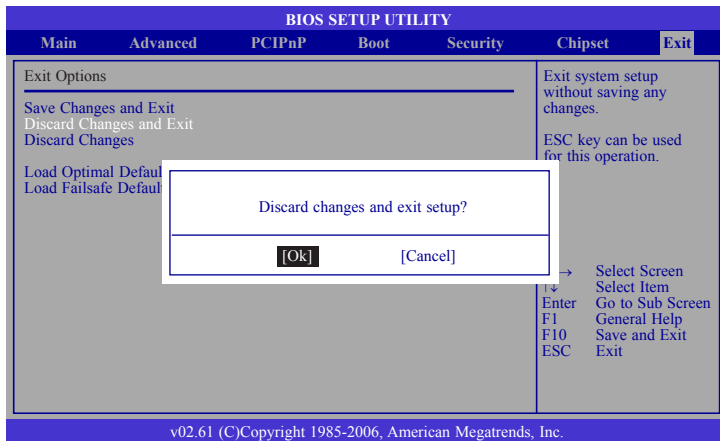 BIOS SETUP UTILITY
Main Advanced PCIPnP Boot Security Chipset Exit
Exit Options
Save Changes and Exit
Discard Changes and Exit
Discard Changes
Load Optimal Defaul
Load Failsafe Defaul
Discard changes and exit setup?
[Ok] [Cancel]
Exit system setup
without saving any
changes.
ESC key can be used
for this operation.
→ Select Screen
↑↓ Select Item
Enter Go to Sub Screen
F1 General Help
F10 Save and Exit
ESC Exit
v02.61 (C)Copyright 1985-2006, American Megatrends, Inc.